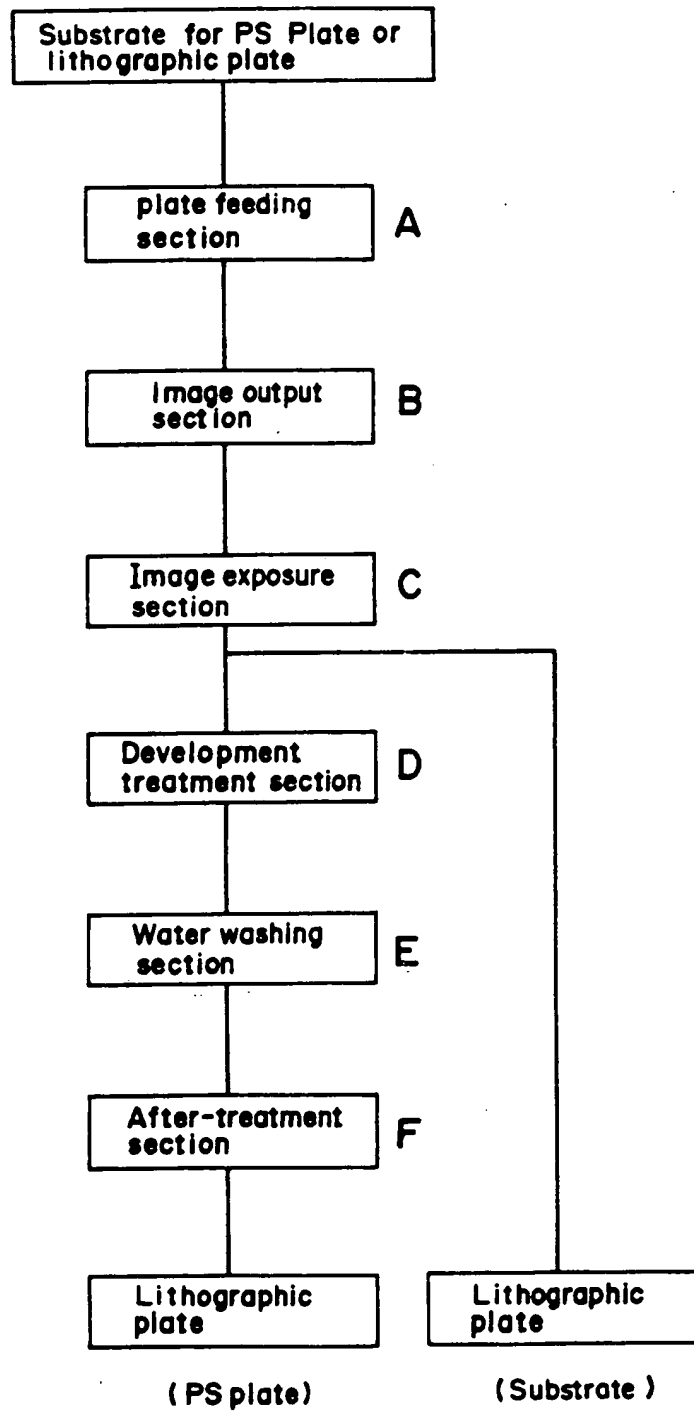 Substrate for PS Plate or
lithographic plate
plate feeding
section
A
Image output
section
B
Image exposure
section
C
Development
treatment section
D
Water washing
section
E
After-treatment
section
F
Lithographic
plate
Lithographic
plate
(PS plate)
(Substrate)